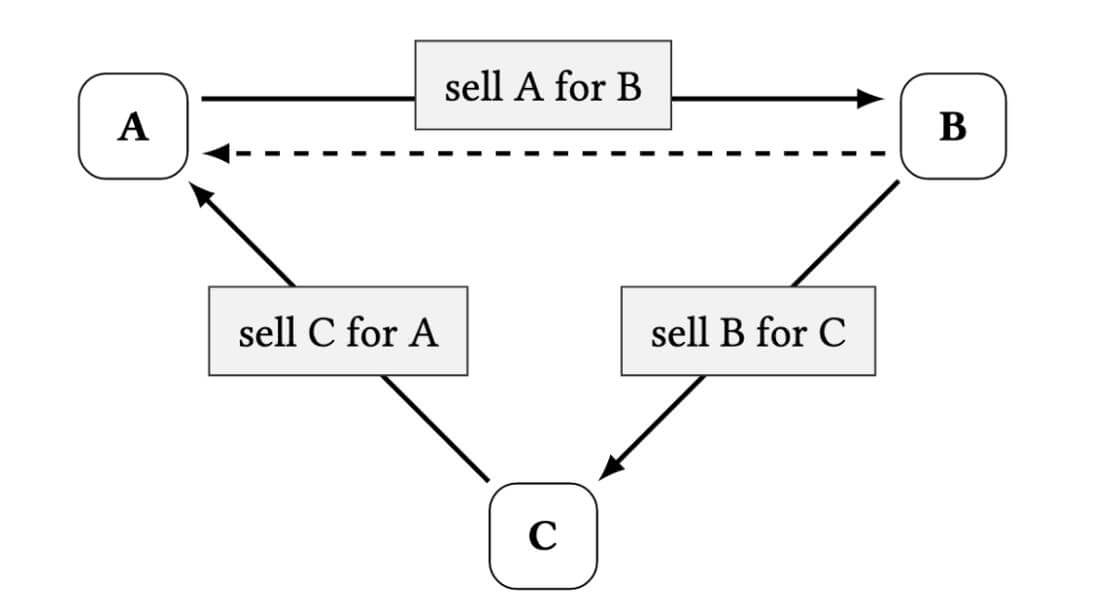 sell A for B
A
B
sell C for A
sell B for C
C